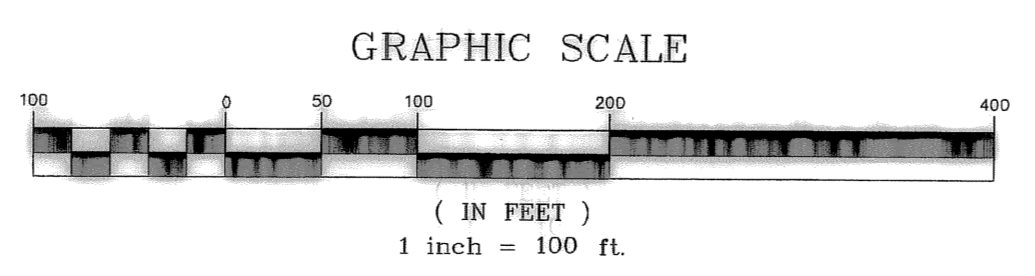 GRAPHIC SCALE
100 0 50 100 200 400
( IN FEET )
1 inch = 100 ft.